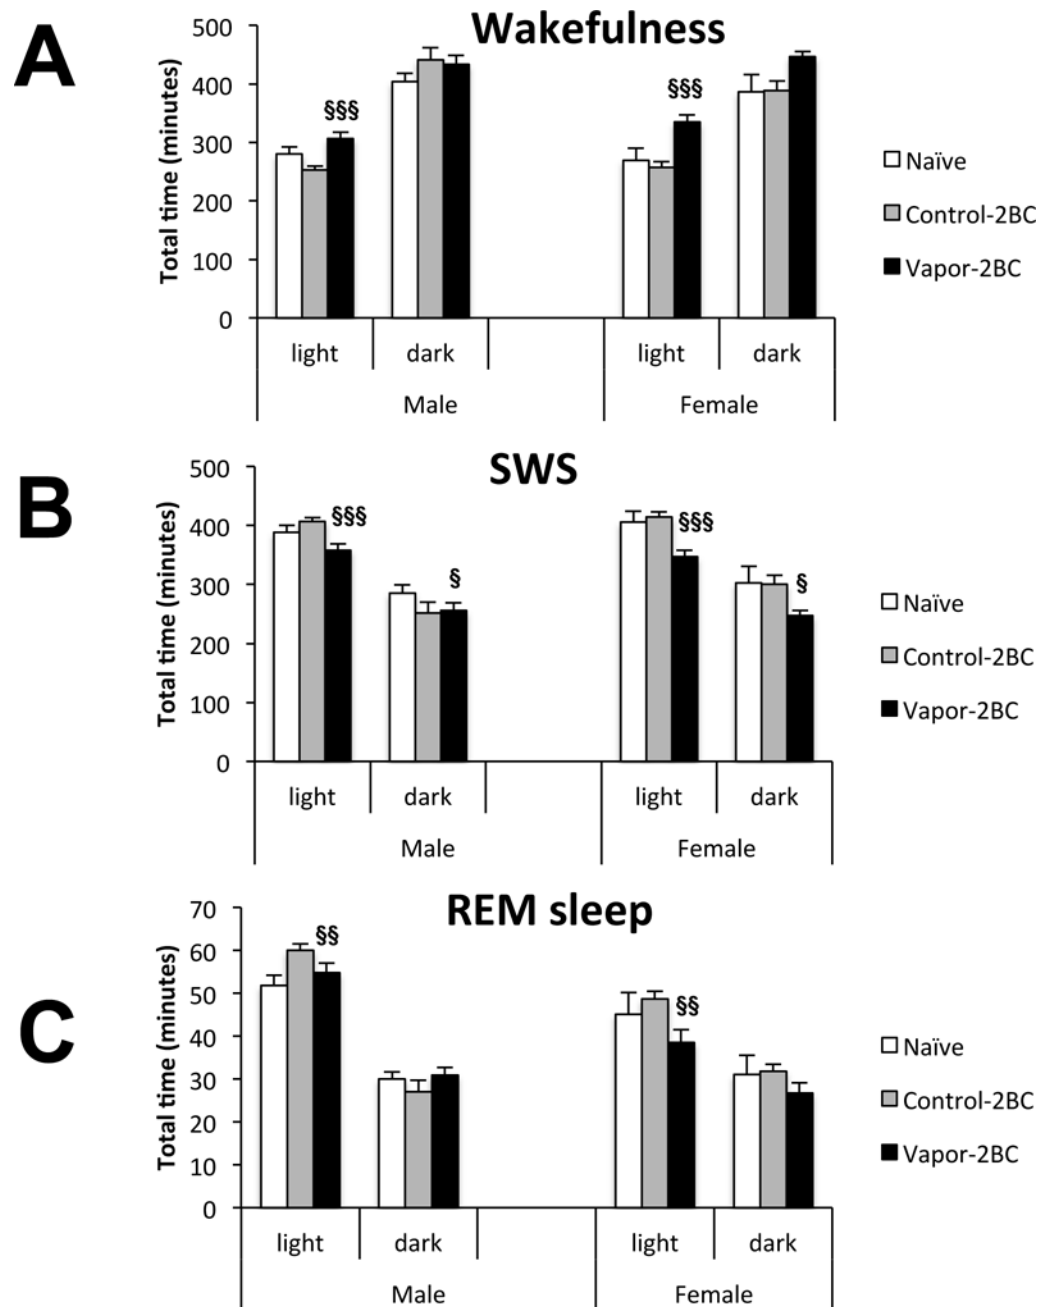 A
Wakefulness
Total time (minutes)
500
400
300
200
100
0
§§§
§§§
light
dark
light
dark
Male
Female
Naïve
Control-2BC
Vapor-2BC
B
SWS
Total time (minutes)
500
400
300
200
100
0
§§§
§
§§§
§
light
dark
light
dark
Male
Female
Naïve
Control-2BC
Vapor-2BC
C
REM sleep
Total time (minutes)
70
60
50
40
30
20
10
0
§§
§§
light
dark
light
dark
Male
Female
Naïve
Control-2BC
Vapor-2BC